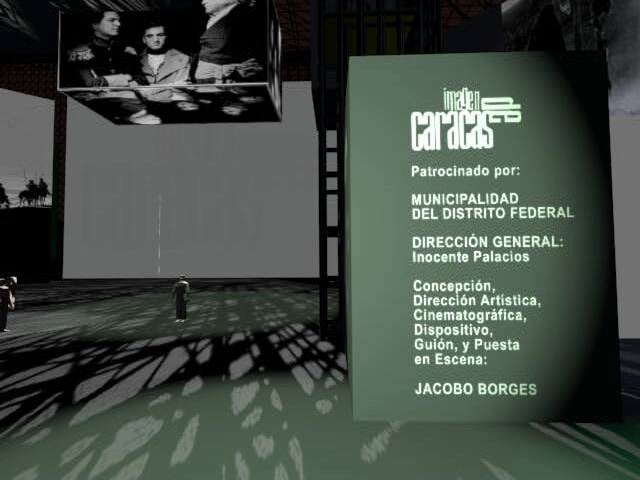 imagen de
caracas
Patrocinado por:
MUNICIPALIDAD
DEL DISTRITO FEDERAL
DIRECCIÓN GENERAL:
Inocente Palacios
Concepción,
Dirección Artística,
Cinematográfica,
Dispositivo,
Guión, y Puesta
en Escena:
JACOBO BORGES